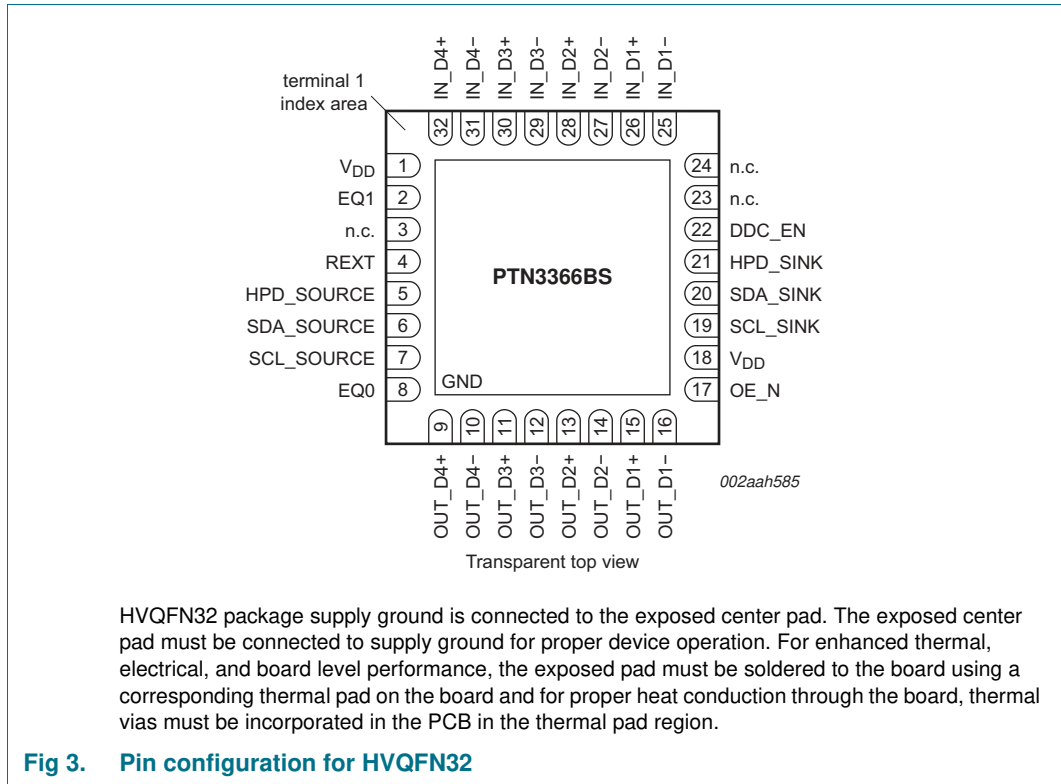 IN_D4+
IN_D4−
IN_D3+
IN_D3−
IN_D2+
IN_D2−
IN_D1+
IN_D1−
terminal 1
index area
32
31
30
29
28
27
26
25
VDD 1
EQ1 2
n.c. 3
REXT 4
HPD_SOURCE 5
SDA_SOURCE 6
SCL_SOURCE 7
EQ0 8
PTN3366BS
GND
24 n.c.
23 n.c.
22 DDC_EN
21 HPD_SINK
20 SDA_SINK
19 SCL_SINK
18 VDD
17 OE_N
9
10
11
12
13
14
15
16
OUT_D4+
OUT_D4−
OUT_D3+
OUT_D3−
OUT_D2+
OUT_D2−
OUT_D1+
OUT_D1−
002aah585
Transparent top view
HVQFN32 package supply ground is connected to the exposed center pad. The exposed center
pad must be connected to supply ground for proper device operation. For enhanced thermal,
electrical, and board level performance, the exposed pad must be soldered to the board using a
corresponding thermal pad on the board and for proper heat conduction through the board, thermal
vias must be incorporated in the PCB in the thermal pad region.
Fig 3. Pin configuration for HVQFN32